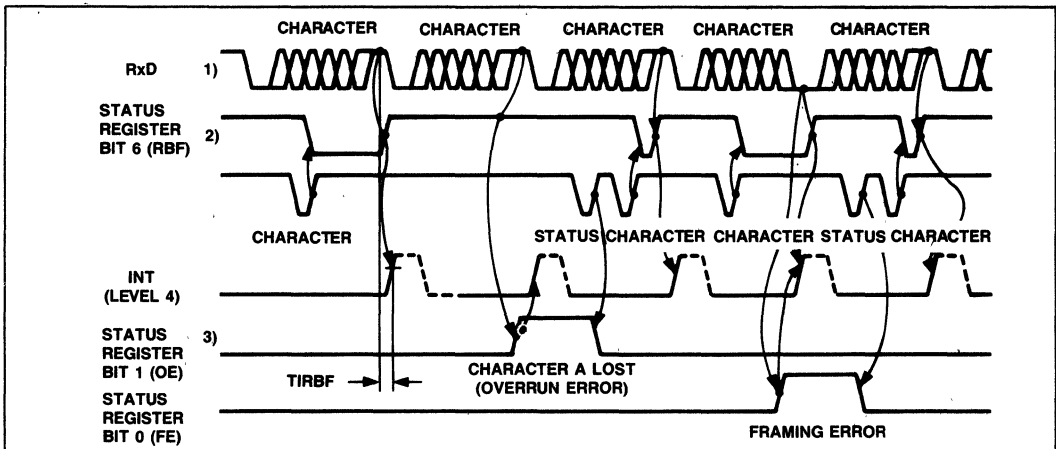 CHARACTER CHARACTER CHARACTER CHARACTER CHARACTER
RxD 1)
STATUS
REGISTER 2)
BIT 6 (RBF)
CHARACTER STATUS CHARACTER CHARACTER STATUS CHARACTER
INT
(LEVEL 4)
STATUS 3)
REGISTER
BIT 1 (OE)
TIRBF
CHARACTER A LOST
(OVERRUN ERROR)
STATUS
REGISTER
BIT 0 (FE)
FRAMING ERROR